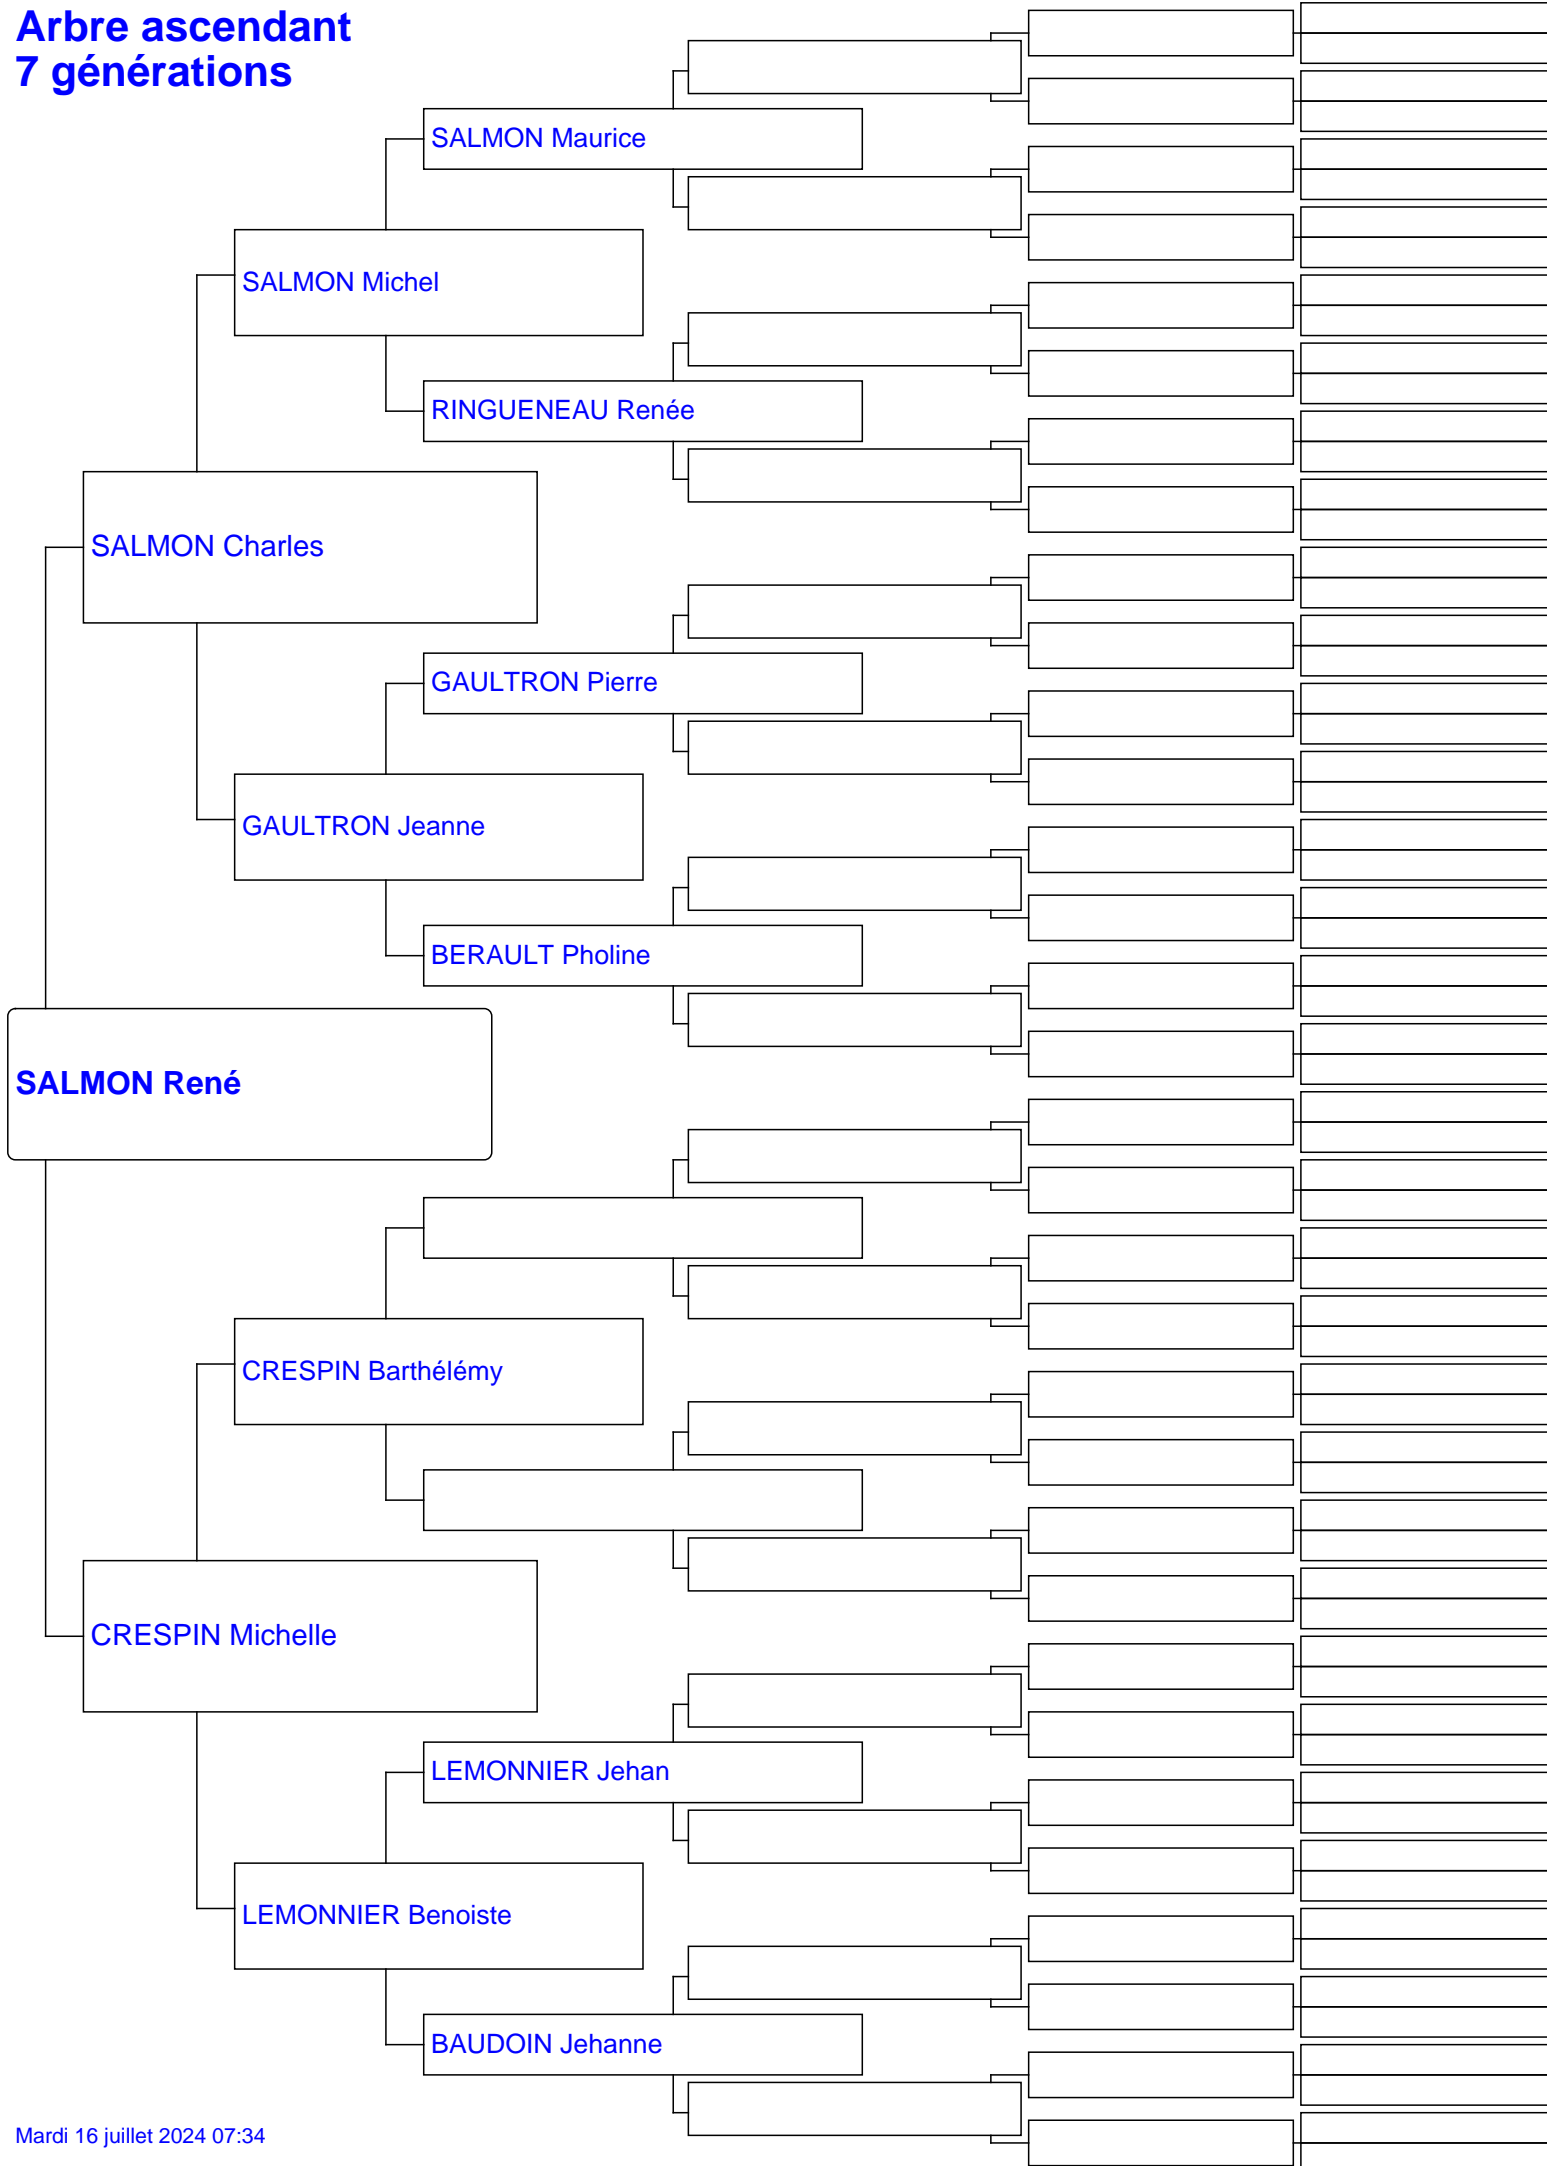 Arbre ascendant
7 générations
SALMON Maurice
SALMON Michel
RINGUENEAU Renée
SALMON Charles
GAULTRON Pierre
GAULTRON Jeanne
BERAULT Pholine
SALMON René
CRESPIN Barthélémy
CRESPIN Michelle
LEMONNIER Jehan
LEMONNIER Benoiste
BAUDOIN Jehanne
Mardi 16 juillet 2024 07:34